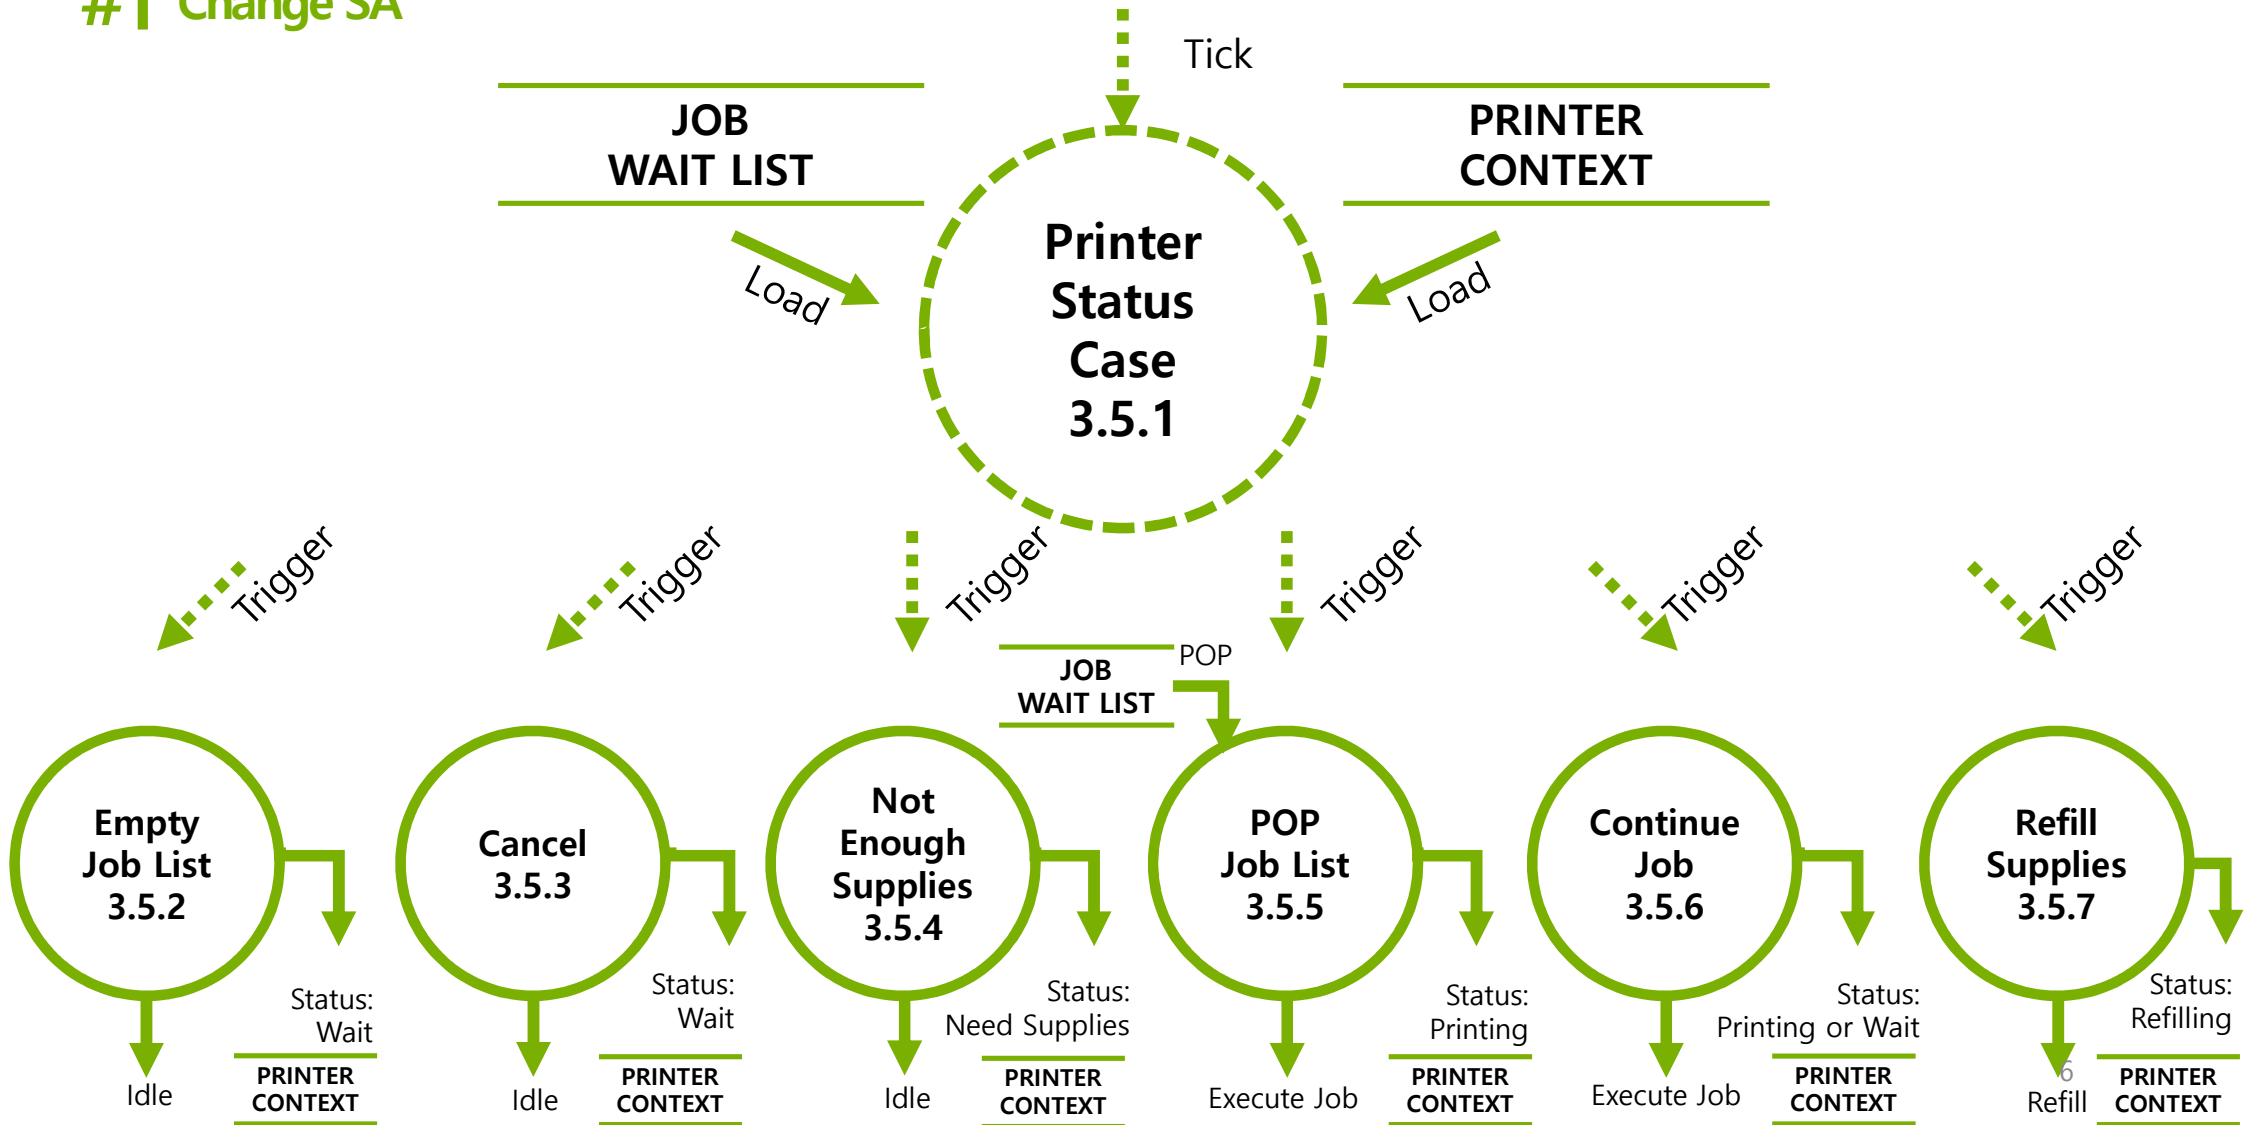 #1 Change SA
Tick
JOB
WAIT LIST
PRINTER
CONTEXT
Load
Load
Printer
Status
Case
3.5.1
Trigger
Trigger
Trigger
Trigger
Trigger
Trigger
JOB
WAIT LIST
POP
Empty
Job List
3.5.2
Cancel
3.5.3
Not
Enough
Supplies
3.5.4
POP
Job List
3.5.5
Continue
Job
3.5.6
Refill
Supplies
3.5.7
Status:
Wait
Status:
Wait
Status:
Need Supplies
Status:
Printing
Status:
Printing or Wait
Status:
Refilling
Idle
PRINTER
CONTEXT
Idle
PRINTER
CONTEXT
Idle
PRINTER
CONTEXT
Execute Job
PRINTER
CONTEXT
Execute Job
PRINTER
CONTEXT
6
Refill
PRINTER
CONTEXT